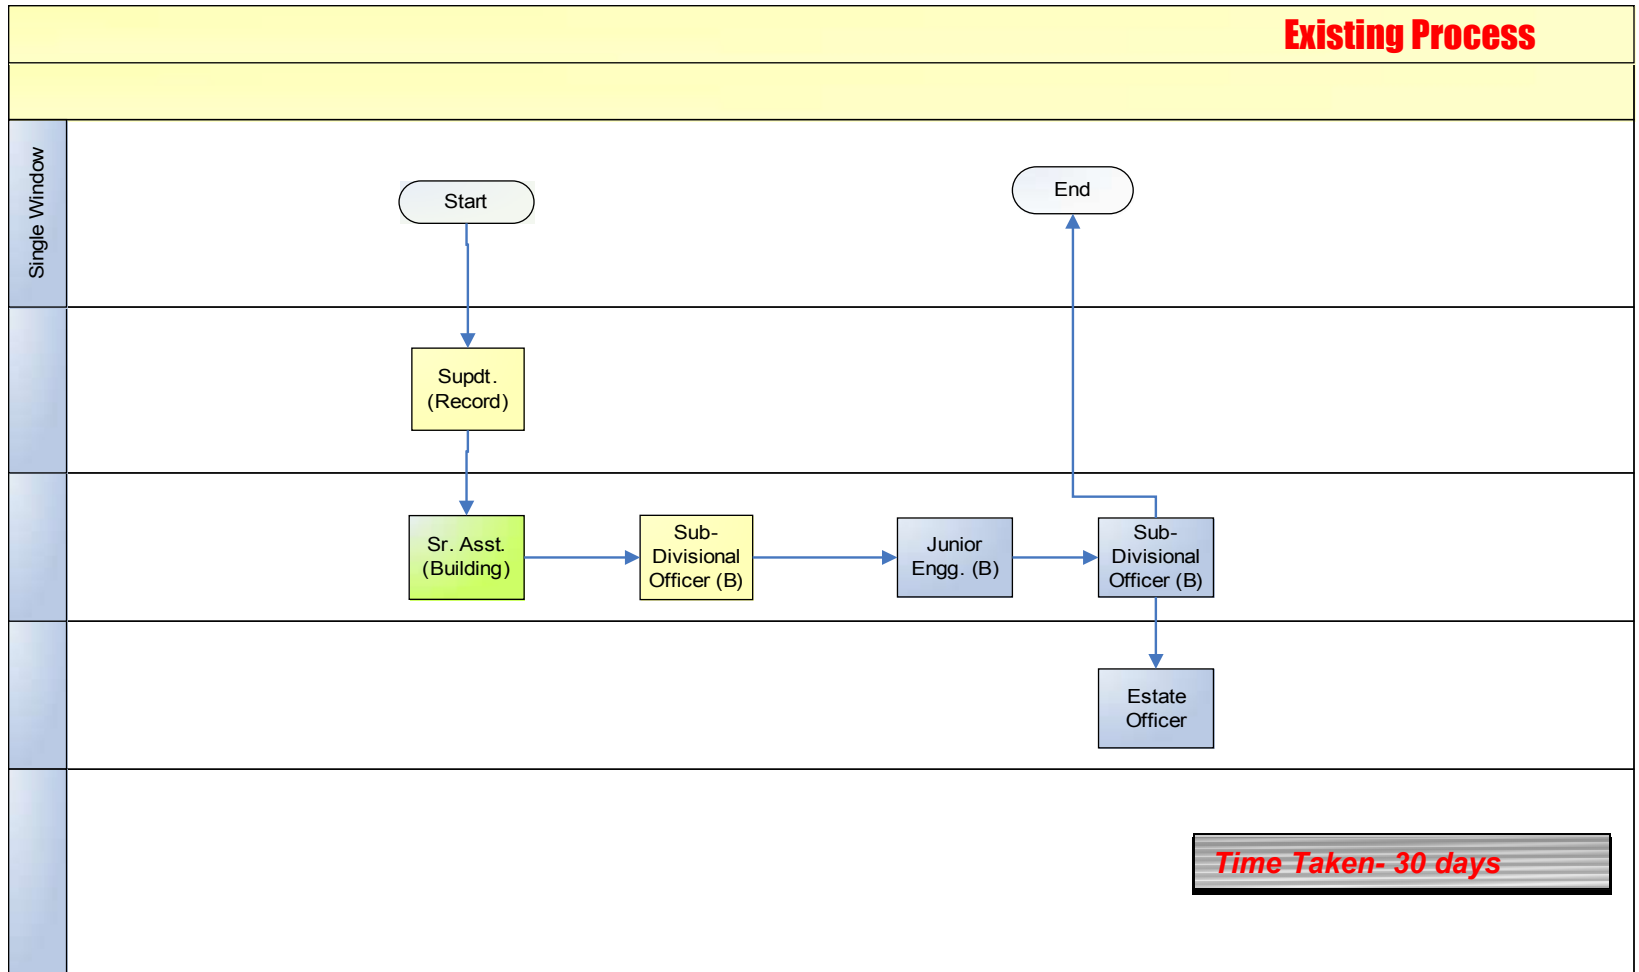 Existing Process
Single Window
Start
End
Supdt.
(Record)
Sr. Asst.
(Building)
Sub-
Divisional
Officer (B)
Junior
Engg. (B)
Sub-
Divisional
Officer (B)
Estate
Officer
Time Taken- 30 days